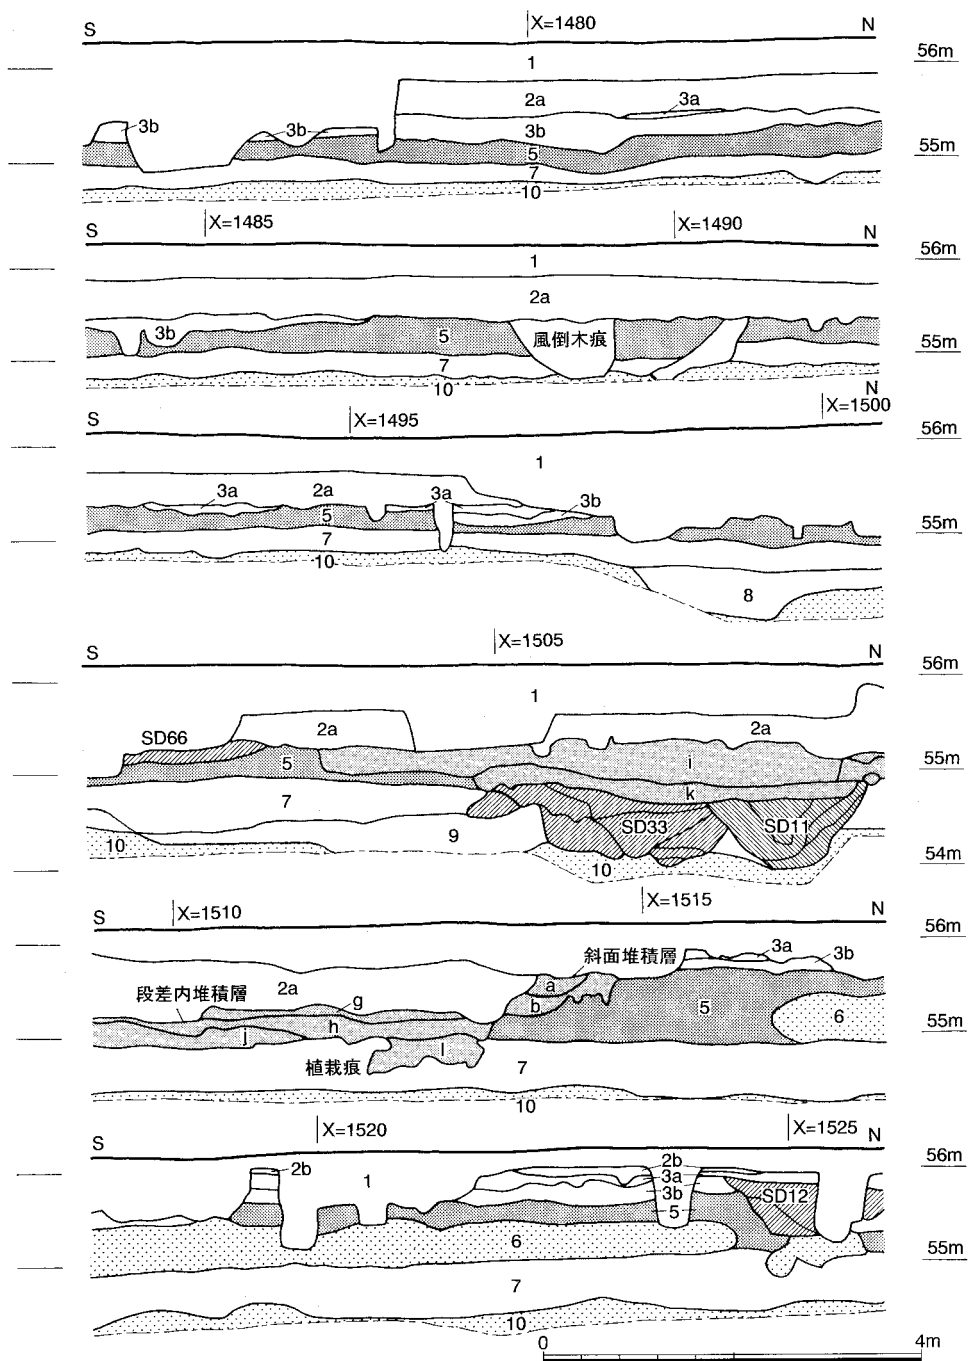 S X=1480 N
56m
1
2a 3a
3b 3b 3b
5 55m
7
10
X=1485 X=1490
S N
56m
1
2a
3b 5 風倒木痕
55m
7
10
N
X=1495 X=1500
S
56m
1
3a 2a 3a 3b
5
55m
7
10
8
X=1505
S N
56m
1
2a 2a
SD66
5 i 55m
7 k
SD33 SD11
10 9
10 54m
X=1510 X=1515
S N
56m
斜面堆積層 3a 3b
段差内堆積層 2a g a
h b 5 6
j 55m
植栽痕 l 7
10
X=1520 X=1525
S N
2b 2b 56m
1 3a
3b SD12
5
6 55m
7
10
0 4m